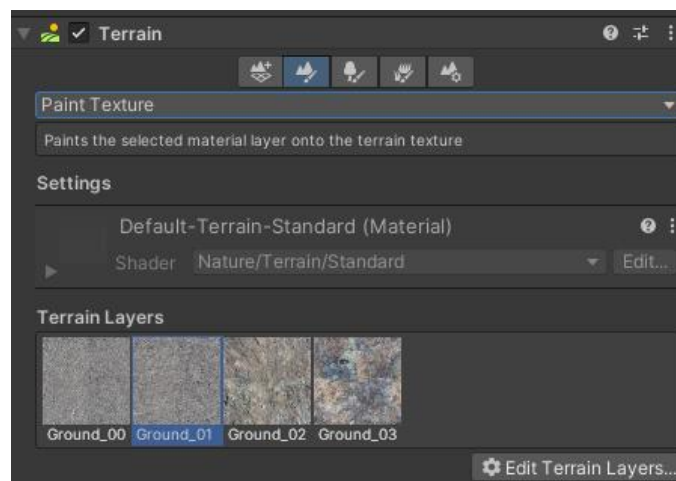 Terrain
Paint Texture
Paints the selected material layer onto the terrain texture
Settings
Default-Terrain-Standard (Material)
Shader Nature/Terrain/Standard Edit...
Terrain Layers
Ground_00 Ground_01 Ground_02 Ground_03
Edit Terrain Layers...